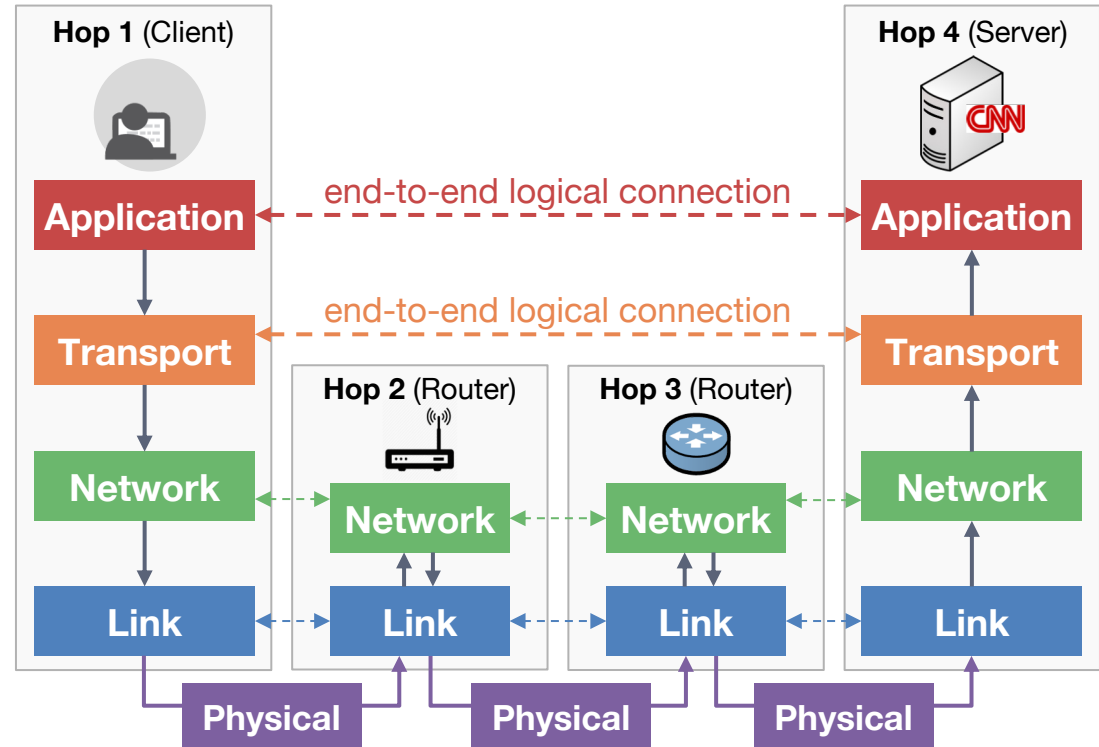 Hop 1 (Client)
Hop 4 (Server)
CNN
Application
end-to-end logical connection
Application
Transport
end-to-end logical connection
Transport
Hop 2 (Router)
Hop 3 (Router)
Network
Network
Network
Network
Link
Link
Link
Link
Physical
Physical
Physical